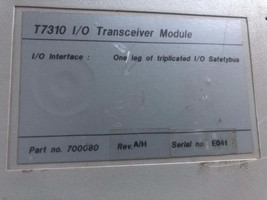 T7310 I/O Transceiver Module
I/O Interface : One leg of triplicated I/O Safetybus
Part no. 700080 Rev. A/H Serial no. E041